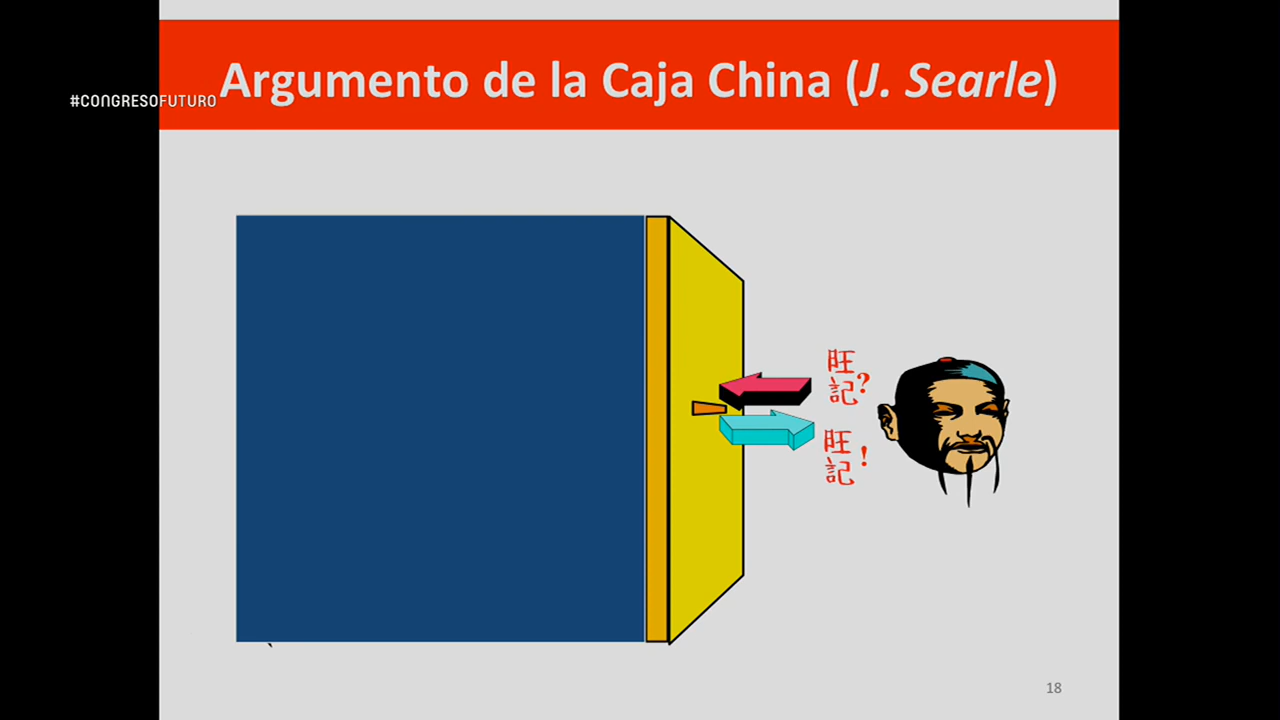 Argumento de la Caja China (J. Searle)
#CONGRESOFUTURO
旺
記?
旺
記!
18